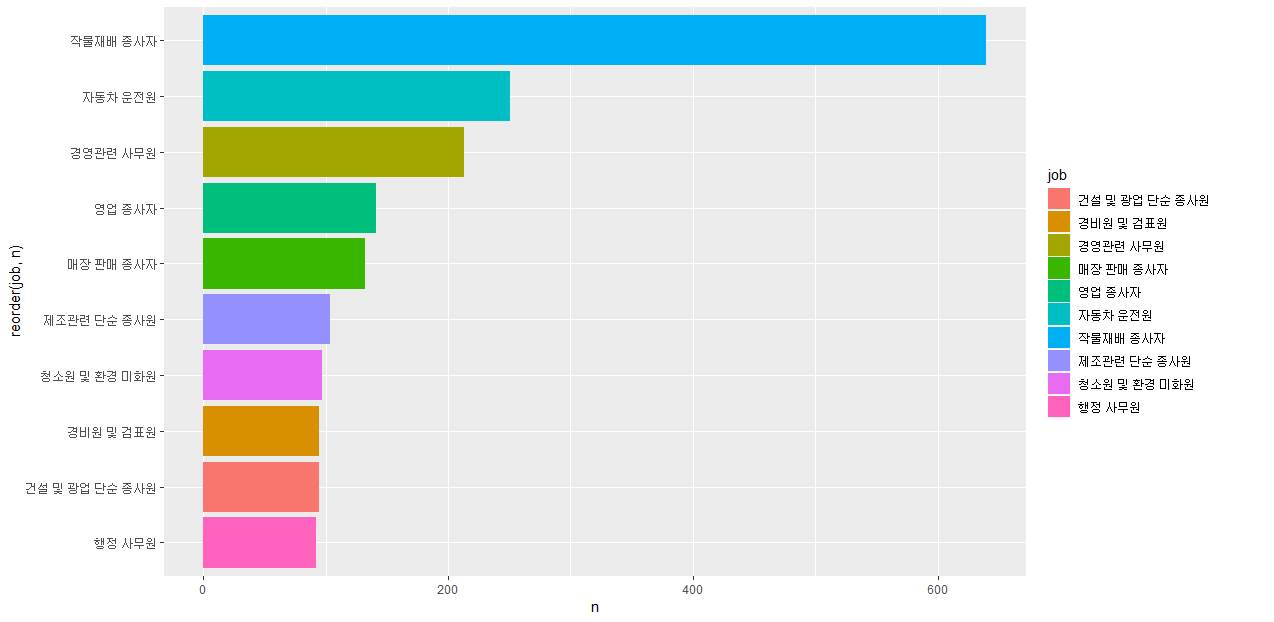 작물재배 종사자
자동차 운전원
경영관련 사무원
영업 종사자
매장 판매 종사자
제조관련 단순 종사원
청소원 및 환경 미화원
경비원 및 검표원
건설 및 광업 단순 종사원
행정 사무원
reorder(job, n)
0 200 400 600
n
job
건설 및 광업 단순 종사원
경비원 및 검표원
경영관련 사무원
매장 판매 종사자
영업 종사자
자동차 운전원
작물재배 종사자
제조관련 단순 종사원
청소원 및 환경 미화원
행정 사무원